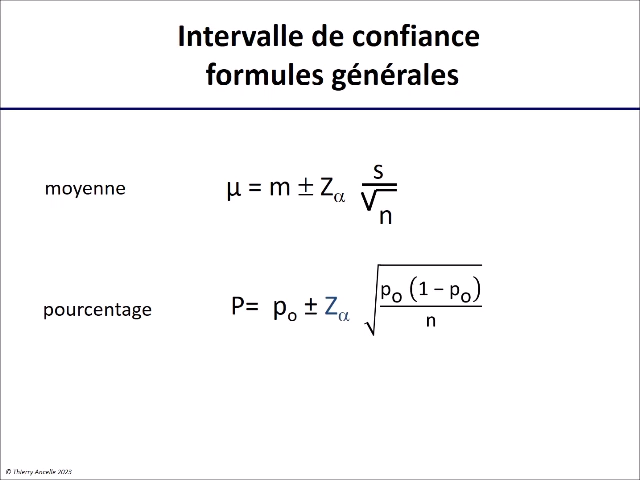 Intervalle de confiance
formules générales
moyenne
μ = m ± Zα s/√n
pourcentage
P= po ± Zα √(po (1 − po)/n)
© Thierry Ancelle 2023